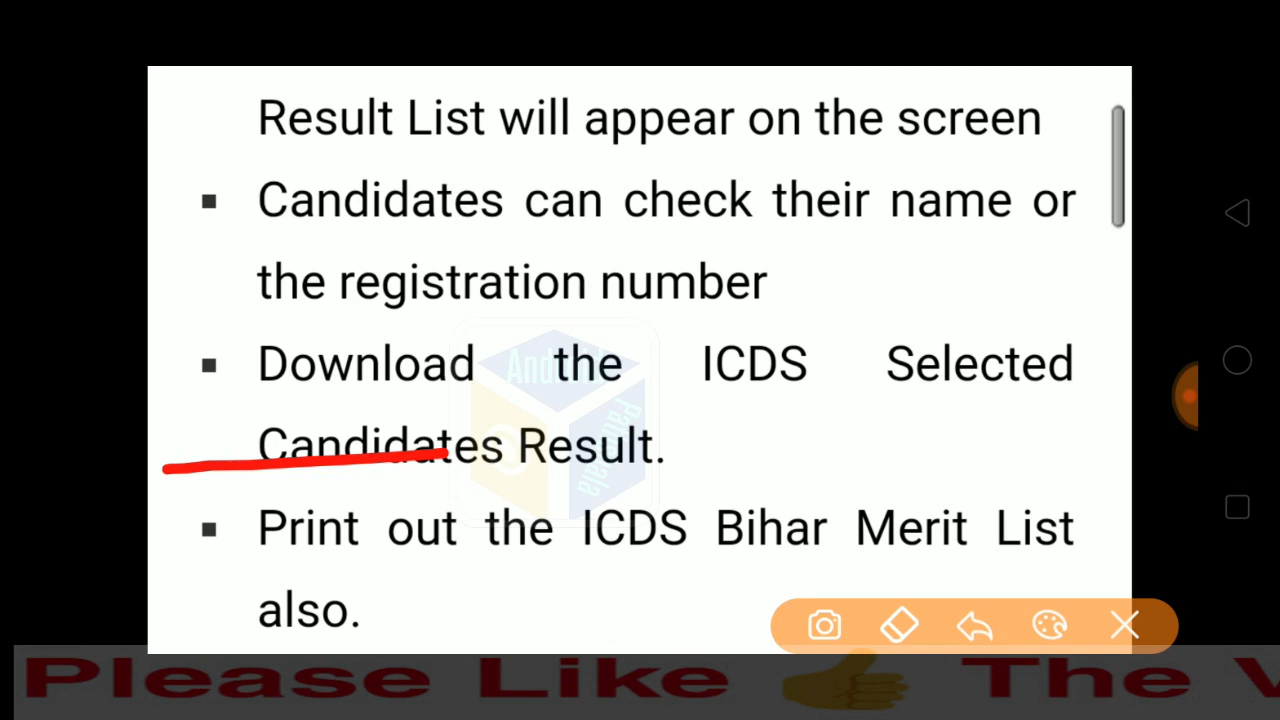 Result List will appear on the screen
▪ Candidates can check their name or
the registration number
▪ Download the ICDS Selected
Candidates Result.
▪ Print out the ICDS Bihar Merit List
also.
Please Like 👍 The V